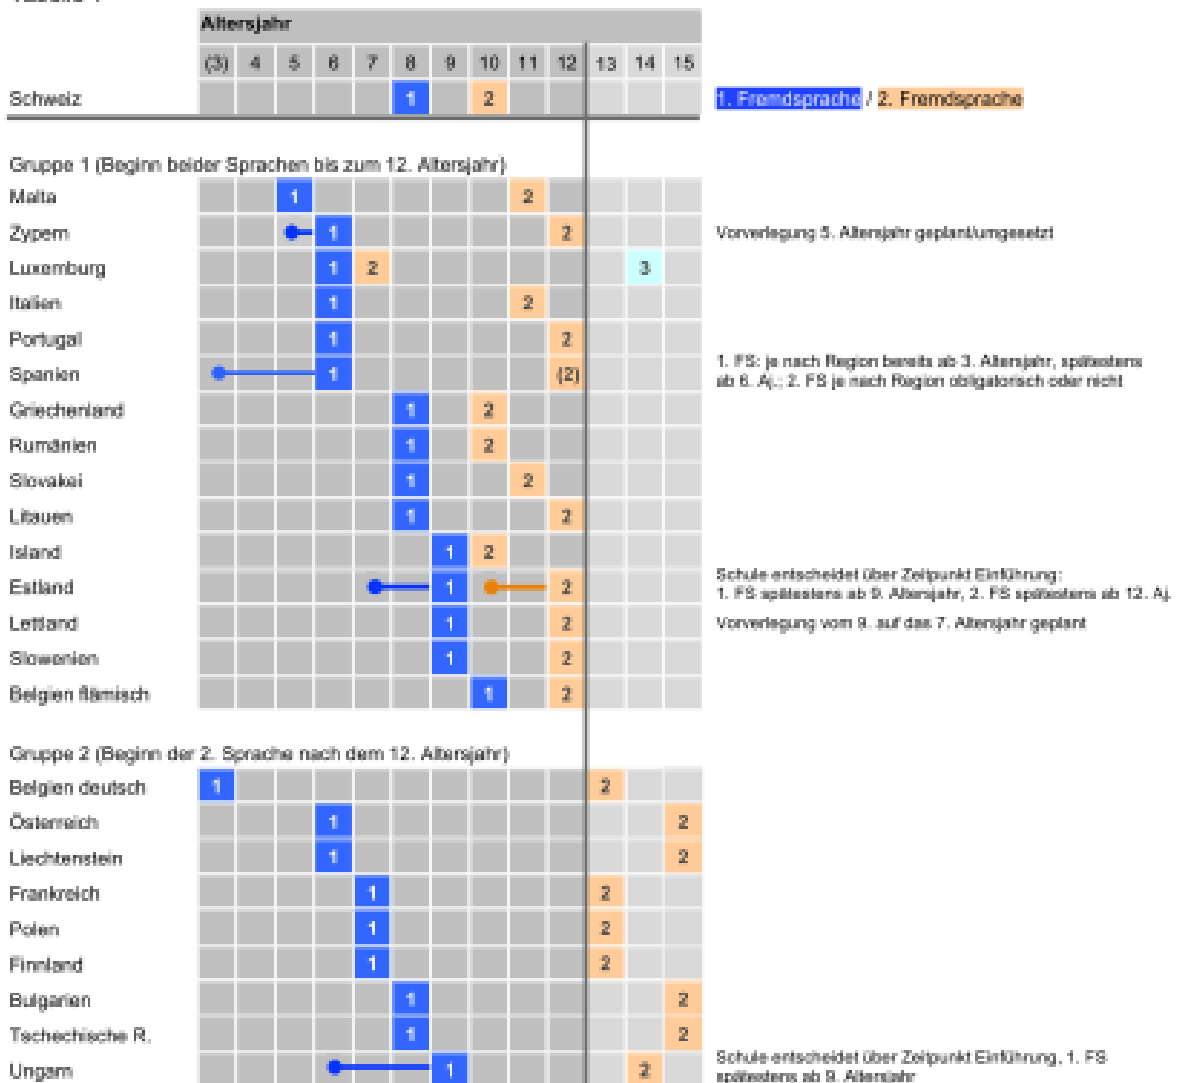 Altersjahr
(3) 4 5 6 7 8 9 10 11 12 13 14 15
Schweiz 1 2 1. Fremdsprache / 2. Fremdsprache
Gruppe 1 (Beginn beider Sprachen bis zum 12. Altersjahr)
Malta 1 2
Zypern 1 2 Vorverlegung 5. Altersjahr geplant/umgesetzt
Luxemburg 1 2 3
Italien 1 2
Portugal 1 2
Spanien 1 (2) 1. FS: je nach Region bereits ab 3. Altersjahr, spätestens
ab 6. Aj.; 2. FS je nach Region obligatorisch oder nicht
Griechenland 1 2
Rumänien 1 2
Slovakei 1 2
Litauen 1 2
Island 1 2
Estland 1 2 Schule entscheidet über Zeitpunkt Einführung;
1. FS spätestens ab 9. Altersjahr, 2. FS spätestens ab 12. Aj.
Lettland 1 2 Vorverlegung vom 9. auf das 7. Altersjahr geplant
Slowenien 1 2
Belgien flämisch 1 2
Gruppe 2 (Beginn der 2. Sprache nach dem 12. Altersjahr)
Belgien deutsch 1 2
Österreich 1 2
Liechtenstein 1 2
Frankreich 1 2
Polen 1 2
Finnland 1 2
Bulgarien 1 2
Tschechische R. 1 2
Ungarn 1 2 Schule entscheidet über Zeitpunkt Einführung, 1. FS
spätestens ab 9. Altersjahr